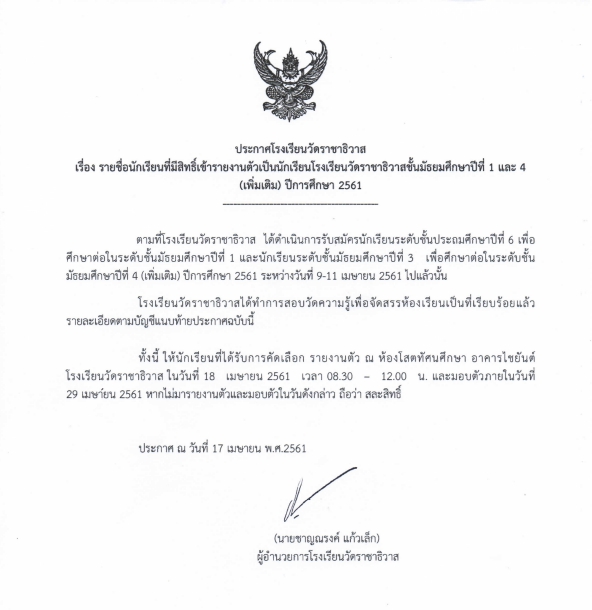 ประกาศโรงเรียนวัดราชาธิวาส
เรื่อง รายชื่อนักเรียนที่มีสิทธิ์เข้ารายงานตัวเป็นนักเรียนโรงเรียนวัดราชาธิวาสชั้นมัธยมศึกษาปีที่ 1 และ 4
(เพิ่มเติม) ปีการศึกษา 2561
ตามที่โรงเรียนวัดราชาธิวาส ได้ดำเนินการรับสมัครนักเรียนระดับชั้นประถมศึกษาปีที่ 6 เพื่อ
ศึกษาต่อในระดับชั้นมัธยมศึกษาปีที่ 1 และนักเรียนระดับชั้นมัธยมศึกษาปีที่ 3 เพื่อศึกษาต่อในระดับชั้น
มัธยมศึกษาปีที่ 4 (เพิ่มเติม) ปีการศึกษา 2561 ระหว่างวันที่ 9-11 เมษายน 2561 ไปแล้วนั้น
โรงเรียนวัดราชาธิวาสได้ทำการสอบวัดความรู้เพื่อจัดสรรห้องเรียนเป็นที่เรียบร้อยแล้ว
รายละเอียดตามบัญชีแนบท้ายประกาศฉบับนี้
ทั้งนี้ ให้นักเรียนที่ได้รับการคัดเลือก รายงานตัว ณ ห้องโสตทัศนศึกษา อาคารไชยันต์
โรงเรียนวัดราชาธิวาส ในวันที่ 18 เมษายน 2561 เวลา 08.30 – 12.00 น. และมอบตัวภายในวันที่
29 เมษายน 2561 หากไม่มารายงานตัวและมอบตัวในวันดังกล่าว ถือว่า สละสิทธิ์
ประกาศ ณ วันที่ 17 เมษายน พ.ศ.2561
(นายชาญณรงค์ แก้วเล็ก)
ผู้อำนวยการโรงเรียนวัดราชาธิวาส